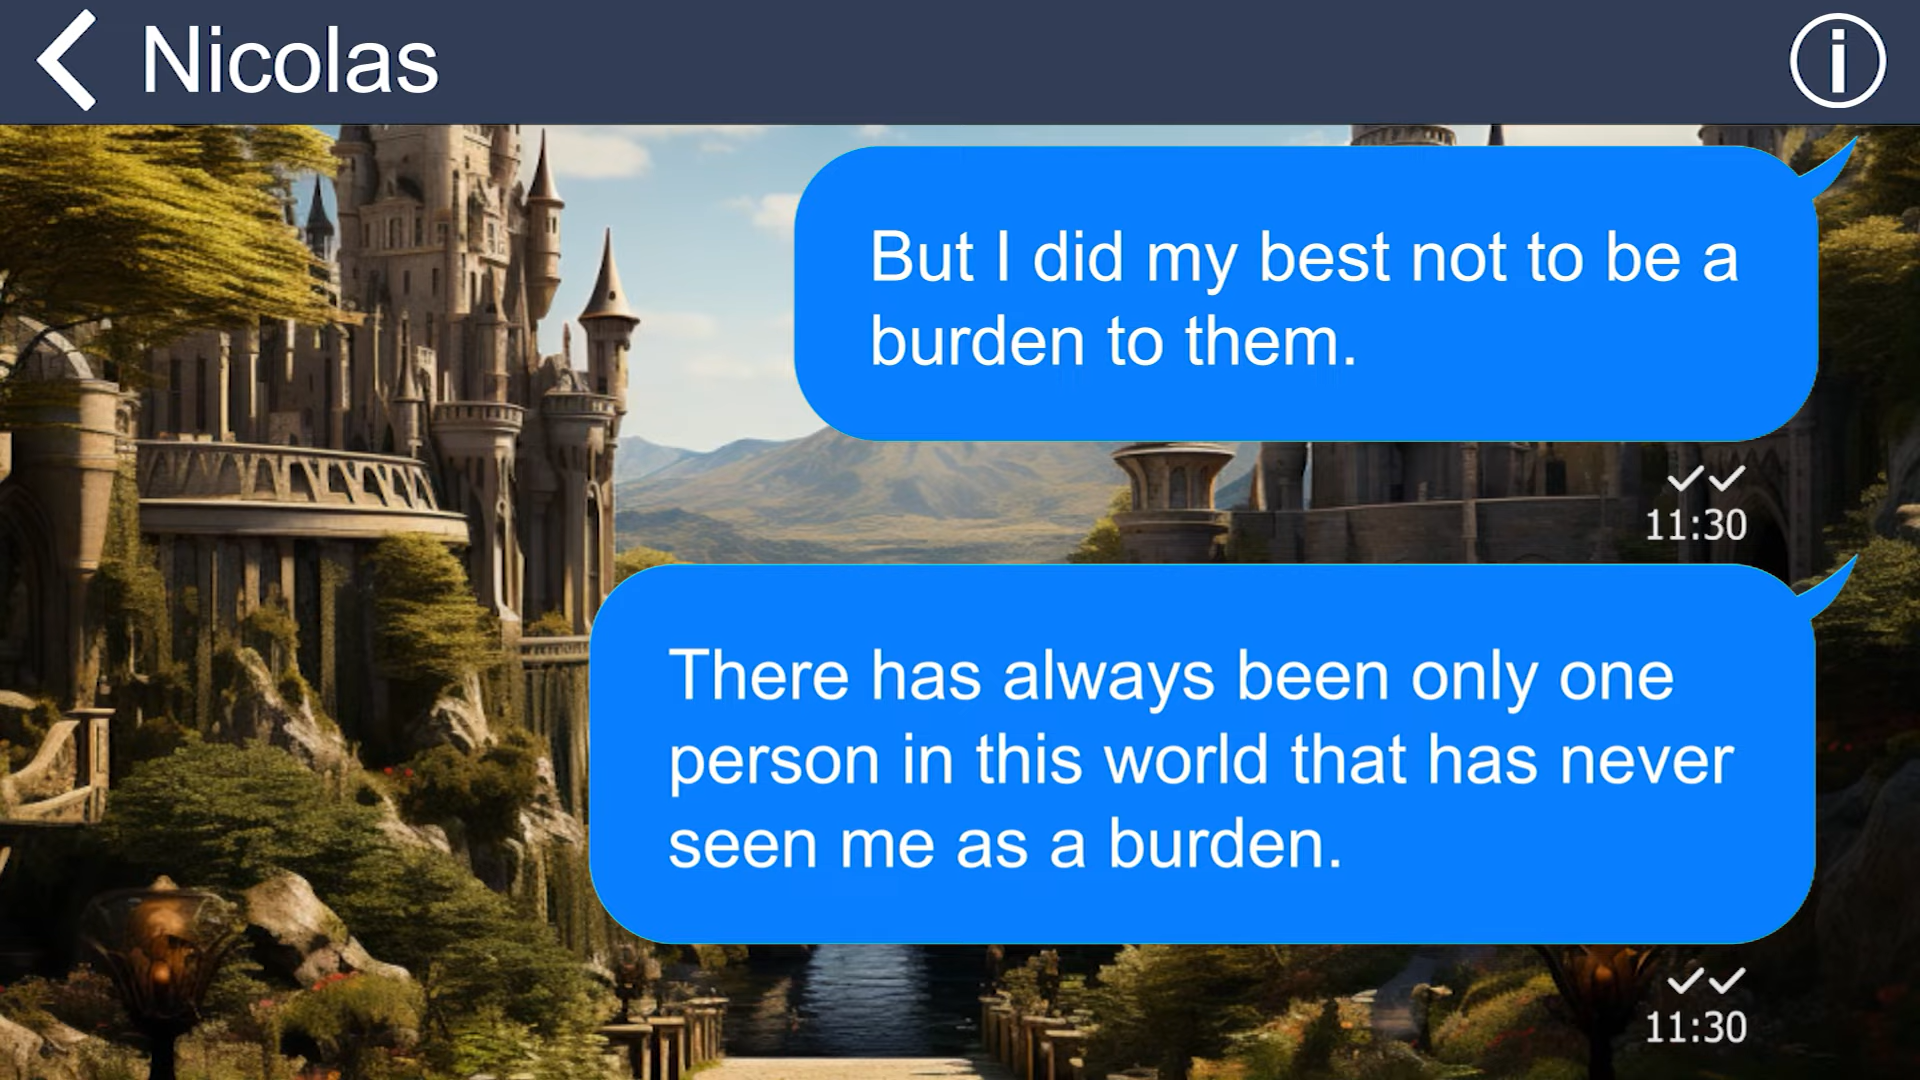 Nicolas
But I did my best not to be a
burden to them.
11:30
There has always been only one
person in this world that has never
seen me as a burden.
11:30